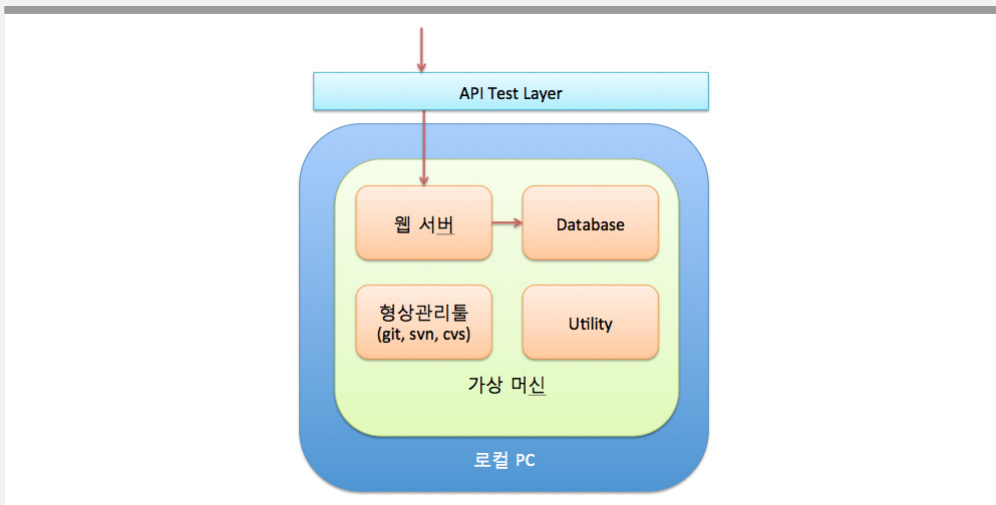 API Test Layer
웹 서버
Database
형상관리툴
(git, svn, cvs)
Utility
가상 머신
로컬 PC